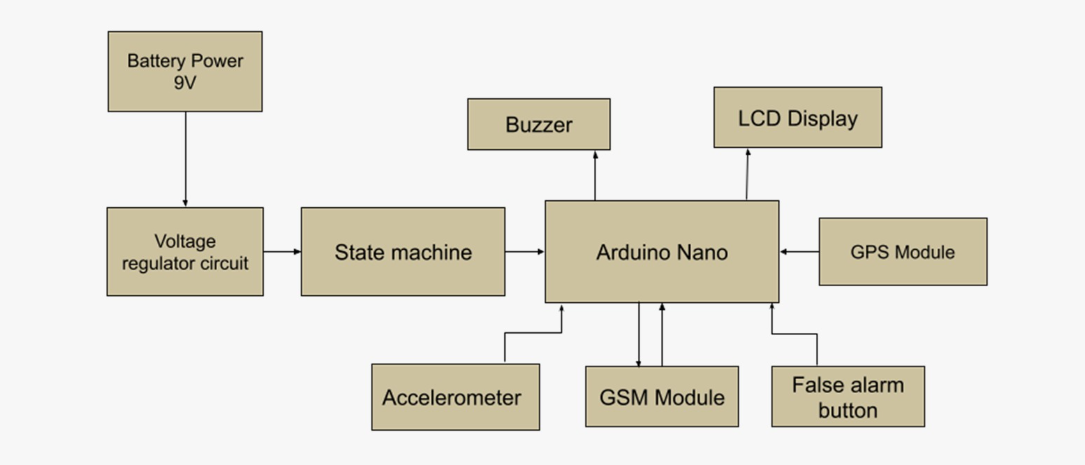 Battery Power
9V
Buzzer
LCD Display
Voltage
regulator circuit
State machine
Arduino Nano
GPS Module
Accelerometer
GSM Module
False alarm
button